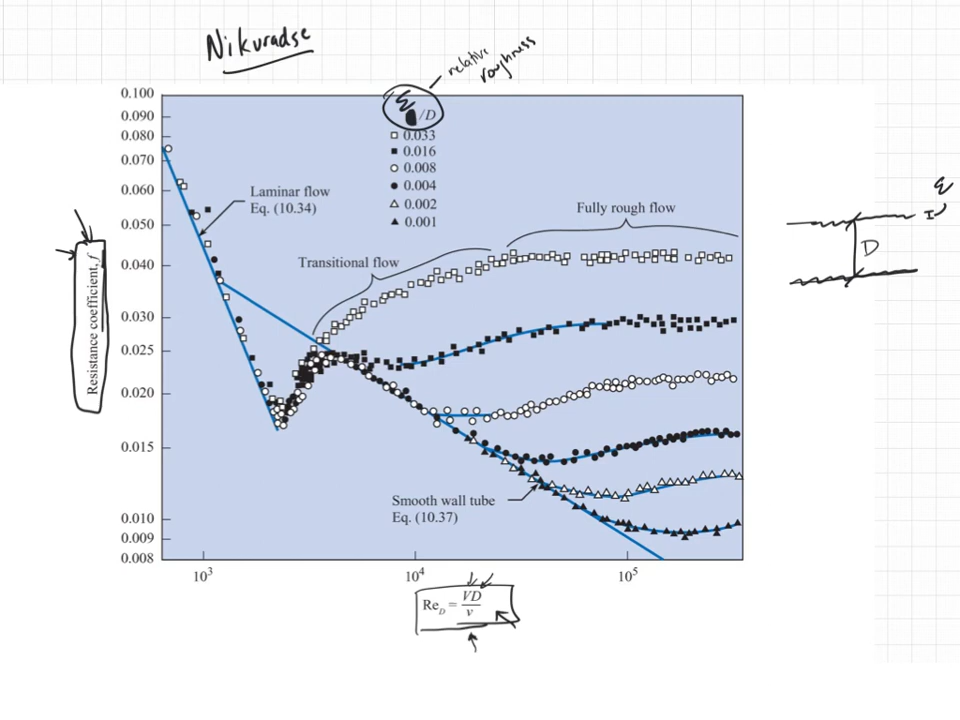 Nikuradse
relative
roughness
ε/D
0.033
0.016
0.008
0.004
0.002
0.001
0.100
0.090
0.080
0.070
0.060
0.050
0.040
0.030
0.025
0.020
0.015
0.010
0.009
0.008
Resistance coefficient, f
Laminar flow
Eq. (10.34)
Transitional flow
Fully rough flow
Smooth wall tube
Eq. (10.37)
10³
10⁴
10⁵
Re_D = VD/ν
ε
D